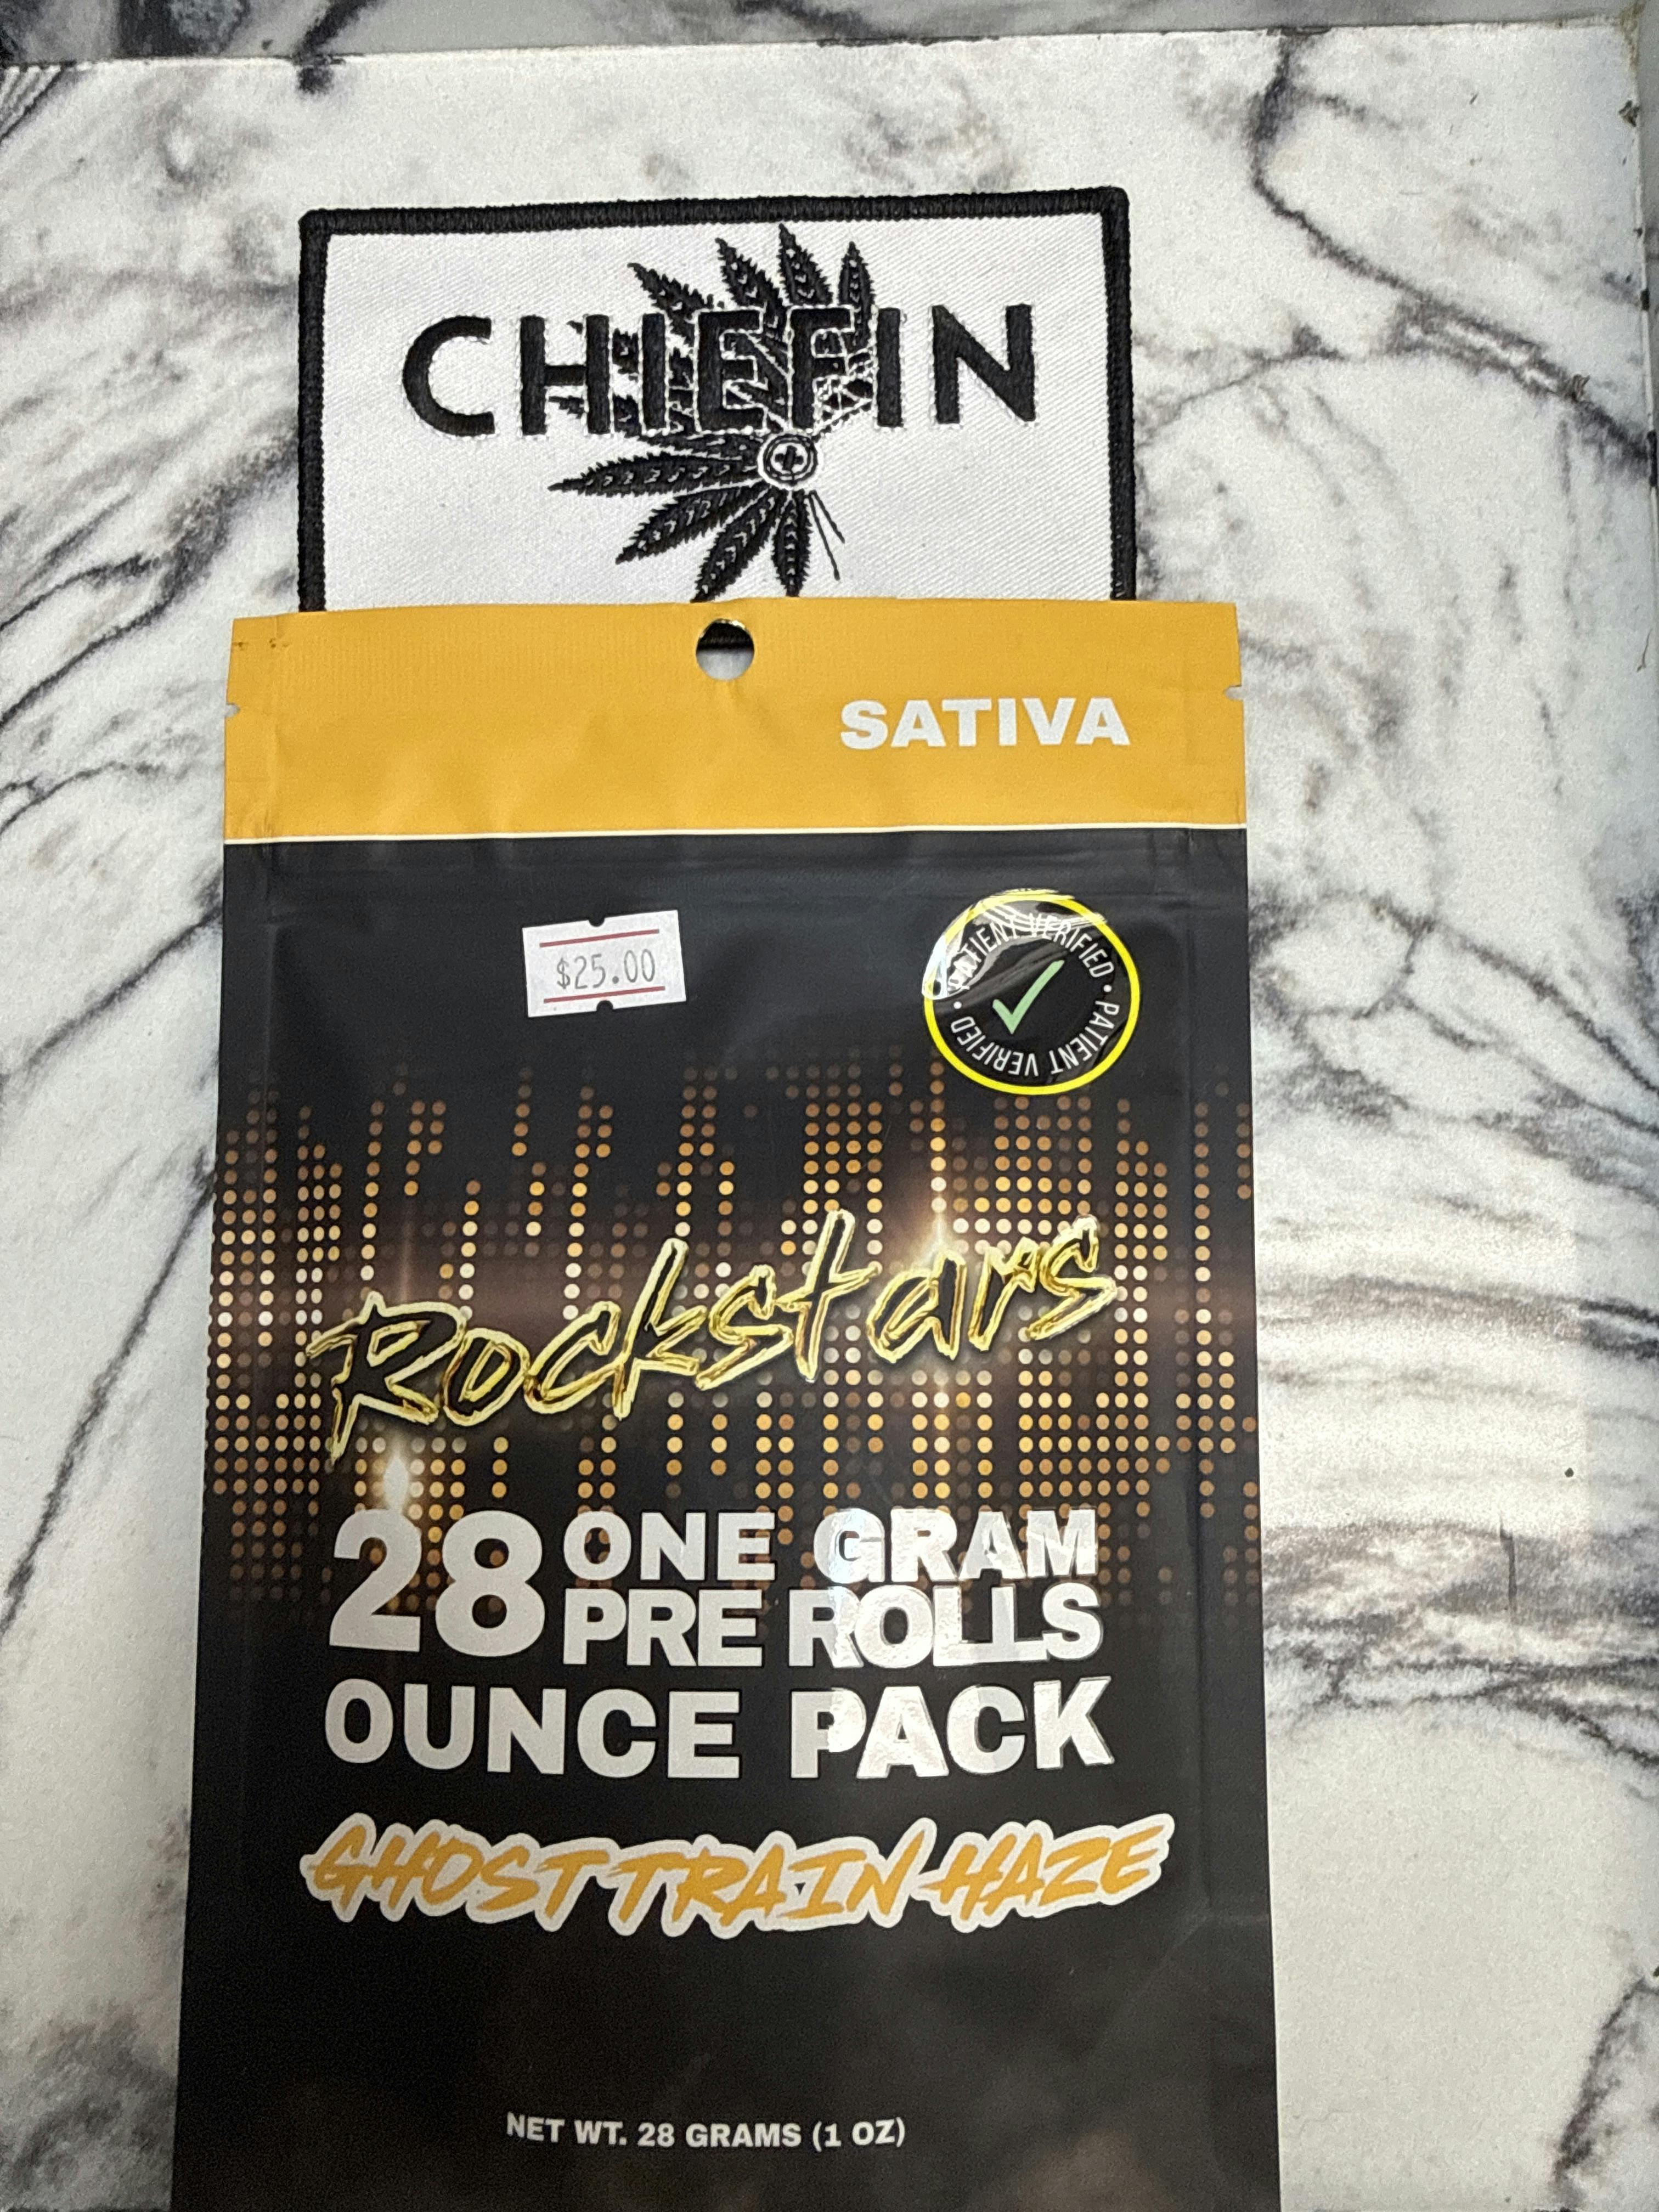 CHIEFIN
SATIVA
$25.00
PATIENT VERIFIED • PATIENT VERIFIED •
Rockstars
28 ONE GRAM
PRE ROLLS
OUNCE PACK
GHOST TRAIN HAZE
NET WT. 28 GRAMS (1 OZ)